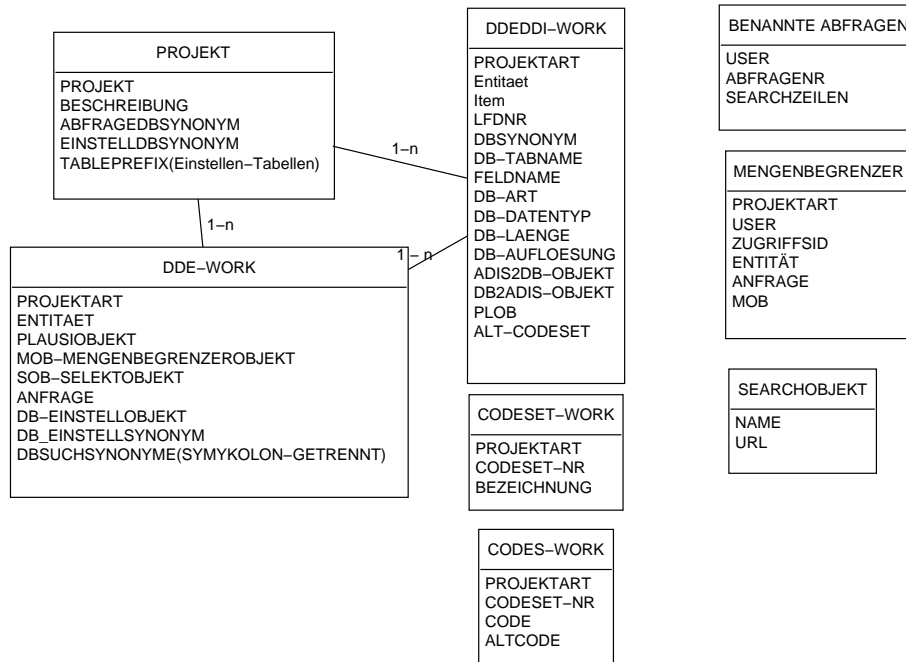 PROJEKT
PROJEKT
BESCHREIBUNG
ABFRAGEDBSYNONYM
EINSTELLDBSYNONYM
TABLEPREFIX(Einstellen−Tabellen)
1−n
1−n
DDE−WORK
PROJEKTART
ENTITAET
PLAUSIOBJEKT
MOB−MENGENBEGRENZEROBJEKT
SOB−SELEKTOBJEKT
ANFRAGE
DB−EINSTELLOBJEKT
DB_EINSTELLSYNONYM
DBSUCHSYNONYME(SYMYKOLON−GETRENNT)
1− n
DDEDDI−WORK
PROJEKTART
Entitaet
Item
LFDNR
DBSYNONYM
DB−TABNAME
FELDNAME
DB−ART
DB−DATENTYP
DB−LAENGE
DB−AUFLOESUNG
ADIS2DB−OBJEKT
DB2ADIS−OBJEKT
PLOB
ALT−CODESET
CODESET−WORK
PROJEKTART
CODESET−NR
BEZEICHNUNG
CODES−WORK
PROJEKTART
CODESET−NR
CODE
ALTCODE
BENANNTE ABFRAGEN
USER
ABFRAGENR
SEARCHZEILEN
MENGENBEGRENZER
PROJEKTART
USER
ZUGRIFFSID
ENTITÄT
ANFRAGE
MOB
SEARCHOBJEKT
NAME
URL